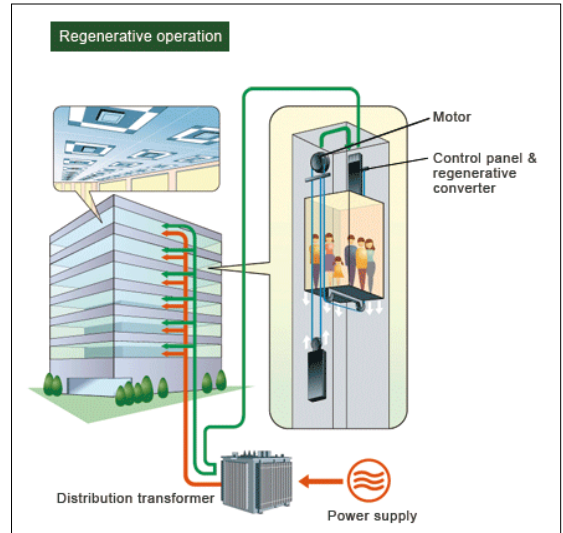 Regenerative operation
Motor
Control panel &
regenerative
converter
Distribution transformer
Power supply